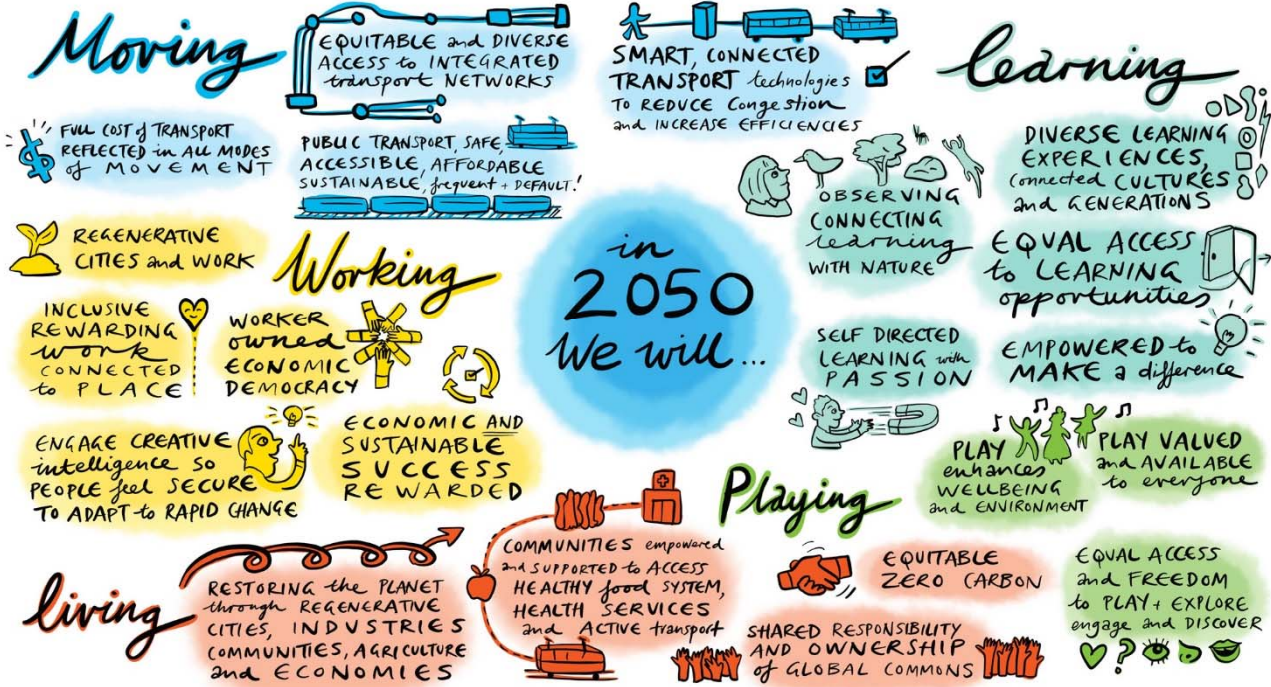 Moving
EQUITABLE and DIVERSE
ACCESS to INTEGRATED
transport NETWORKS
FULL COST of TRANSPORT
REFLECTED in ALL MODES
of MOVEMENT
PUBLIC TRANSPORT, SAFE,
ACCESSIBLE, AFFORDABLE
SUSTAINABLE, frequent + DEFAULT!
SMART, CONNECTED
TRANSPORT technologies
TO REDUCE Congestion
and INCREASE EFFICIENCIES
learning
DIVERSE LEARNING
EXPERIENCES,
Connected CULTURES
and GENERATIONS
OBSERVING
CONNECTING
learning
WITH NATURE
EQUAL ACCESS
to LEARNING
opportunities
SELF DIRECTED
LEARNING with
PASSION
EMPOWERED to
MAKE a difference
in
2050
We will...
Working
REGENERATIVE
CITIES and WORK
INCLUSIVE
REWARDING
work
CONNECTED
to PLACE
WORKER
owned
ECONOMIC
DEMOCRACY
ENGAGE CREATIVE
intelligence so
PEOPLE feel SECURE
TO ADAPT to RAPID CHANGE
ECONOMIC AND
SUSTAINABLE
SUCCESS
REWARDED
Playing
PLAY
enhances
WELLBEING
and ENVIRONMENT
PLAY VALUED
and AVAILABLE
to everyone
EQUAL ACCESS
and FREEDOM
to PLAY + EXPLORE
engage and DISCOVER
?
living
RESTORING the PLANET
through REGENERATIVE
CITIES, INDUSTRIES
COMMUNITIES, AGRICULTURE
and ECONOMIES
COMMUNITIES empowered
and SUPPORTED to ACCESS
HEALTHY food SYSTEM,
HEALTH SERVICES
and ACTIVE transport
EQUITABLE
ZERO CARBON
SHARED RESPONSIBILITY
AND OWNERSHIP
of GLOBAL COMMONS